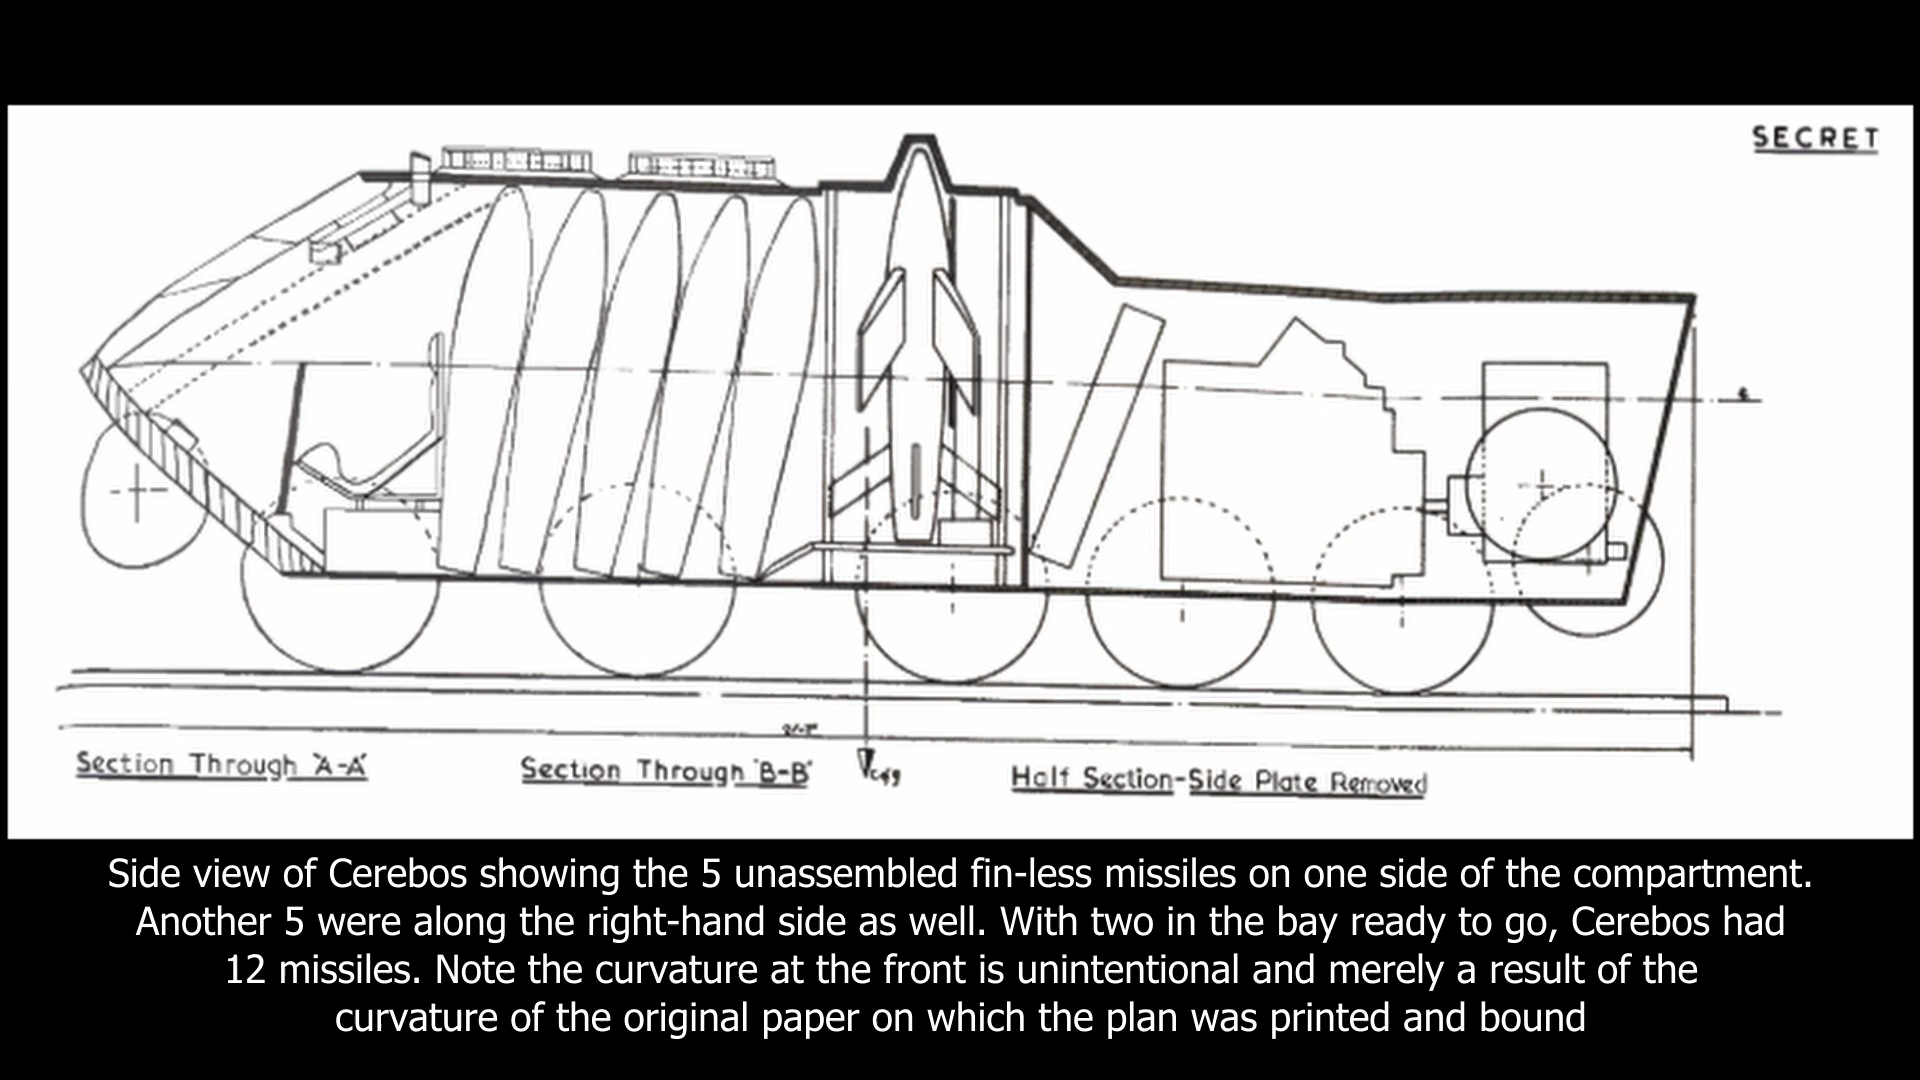 SECRET
Section Through 'A-A'
Section Through 'B-B'
C of g
Half Section-Side Plate Removed
Side view of Cerebos showing the 5 unassembled fin-less missiles on one side of the compartment.
Another 5 were along the right-hand side as well. With two in the bay ready to go, Cerebos had
12 missiles. Note the curvature at the front is unintentional and merely a result of the
curvature of the original paper on which the plan was printed and bound